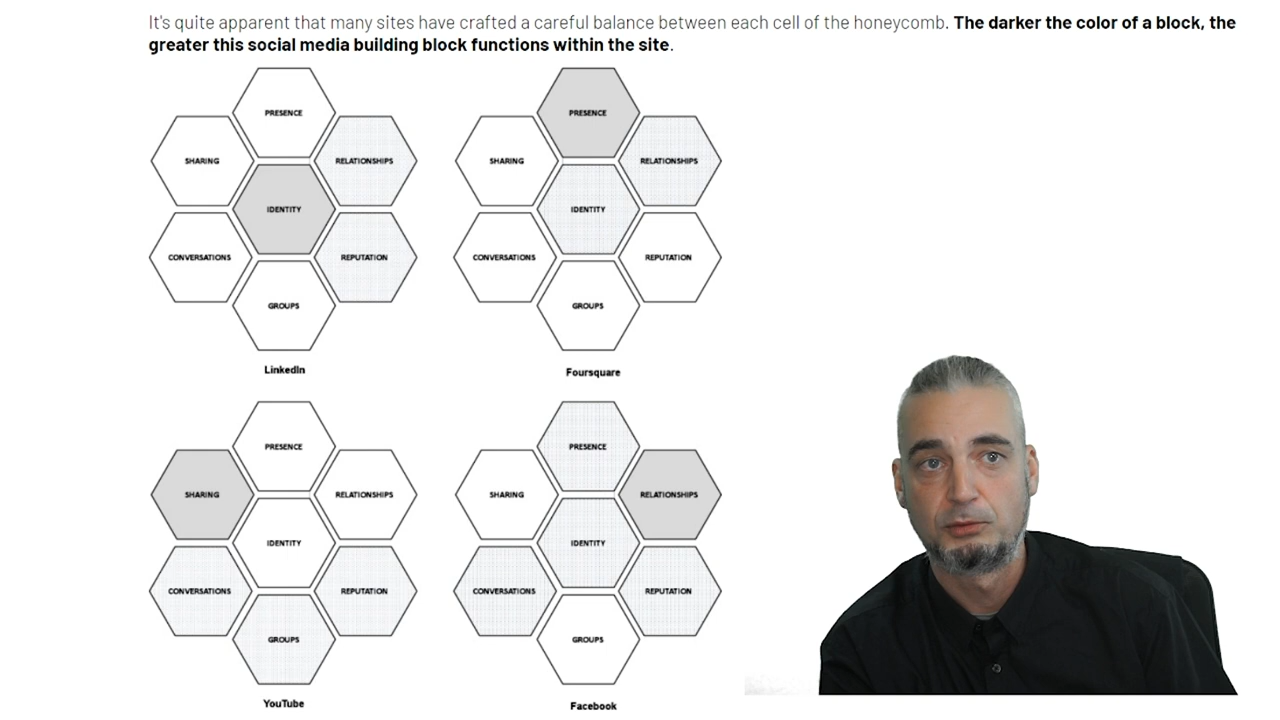 It's quite apparent that many sites have crafted a careful balance between each cell of the honeycomb. The darker the color of a block, the
greater this social media building block functions within the site.
PRESENCE
SHARING
RELATIONSHIPS
IDENTITY
CONVERSATIONS
REPUTATION
GROUPS
LinkedIn
PRESENCE
SHARING
RELATIONSHIPS
IDENTITY
CONVERSATIONS
REPUTATION
GROUPS
Foursquare
PRESENCE
SHARING
RELATIONSHIPS
IDENTITY
CONVERSATIONS
REPUTATION
GROUPS
YouTube
PRESENCE
SHARING
RELATIONSHIPS
IDENTITY
CONVERSATIONS
REPUTATION
GROUPS
Facebook